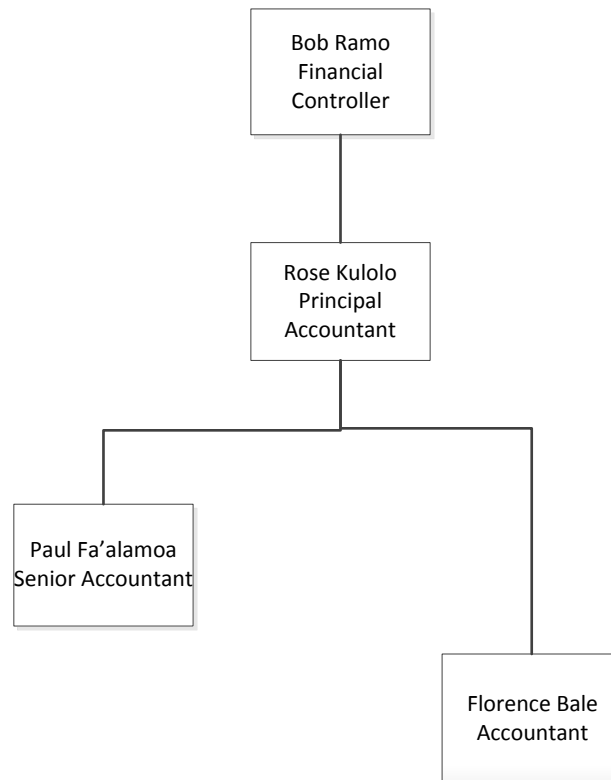 Bob Ramo
Financial
Controller
Rose Kulolo
Principal
Accountant
Paul Fa’alamoa
Senior Accountant
Florence Bale
Accountant